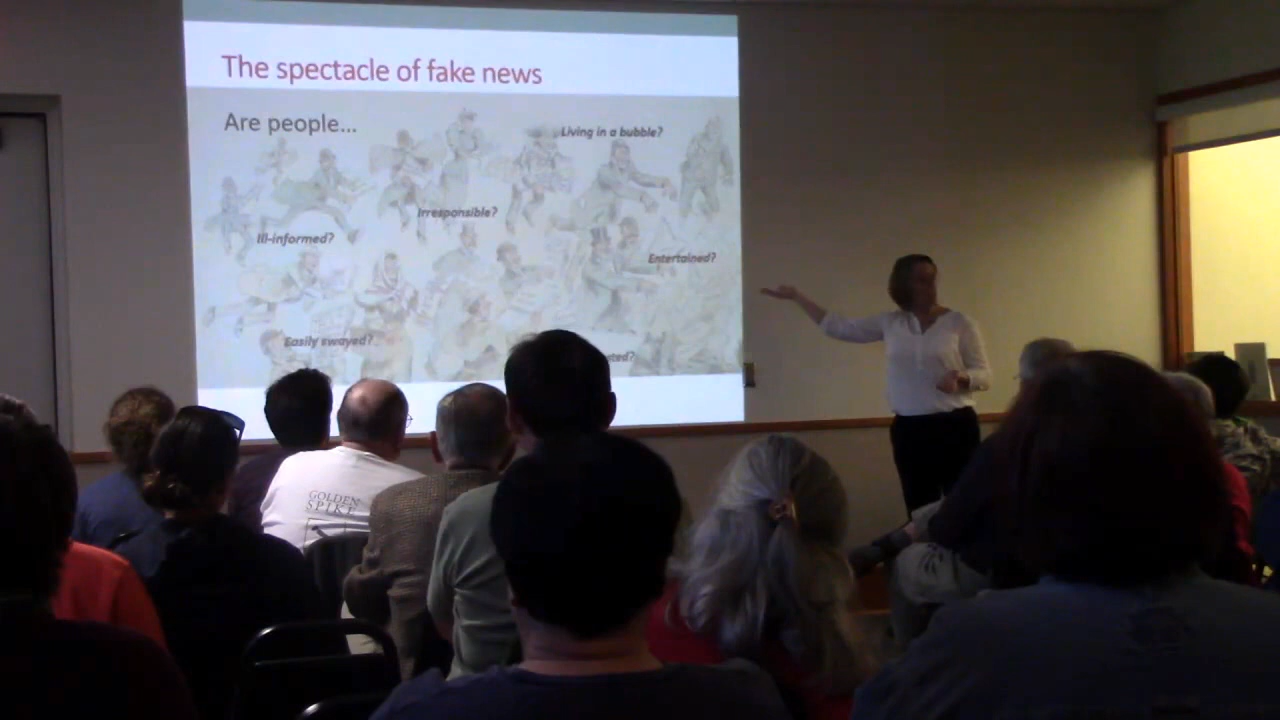 The spectacle of fake news
Are people...
Living in a bubble?
Irresponsible?
Ill-informed?
Entertained?
Easily swayed?
GOLDEN
SPIKE